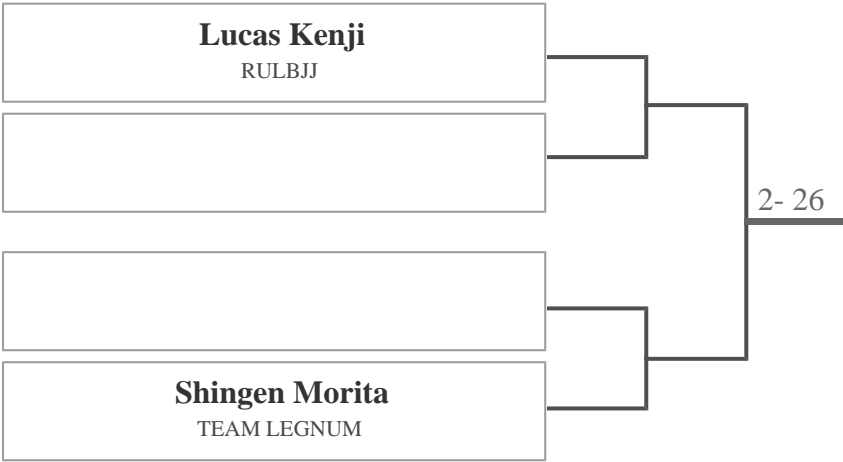 Lucas Kenji
RULBJJ
2- 26
Shingen Morita
TEAM LEGNUM